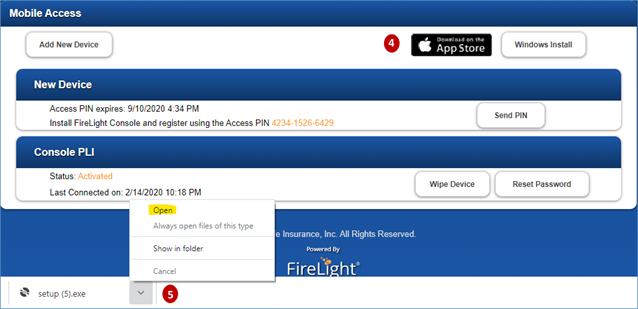 Mobile Access
Add New Device
4
Download on the
App Store
Windows Install
New Device
Access PIN expires: 9/10/2020 4:34 PM
Install FireLight Console and register using the Access PIN 4234-1526-6429
Send PIN
Console PLI
Status: Activated
Last Connected on: 2/14/2020 10:18 PM
Wipe Device
Reset Password
Open
Always open files of this type
Show in folder
Cancel
Insurance, Inc. All Rights Reserved.
Powered By
FireLight®
setup (5).exe
5